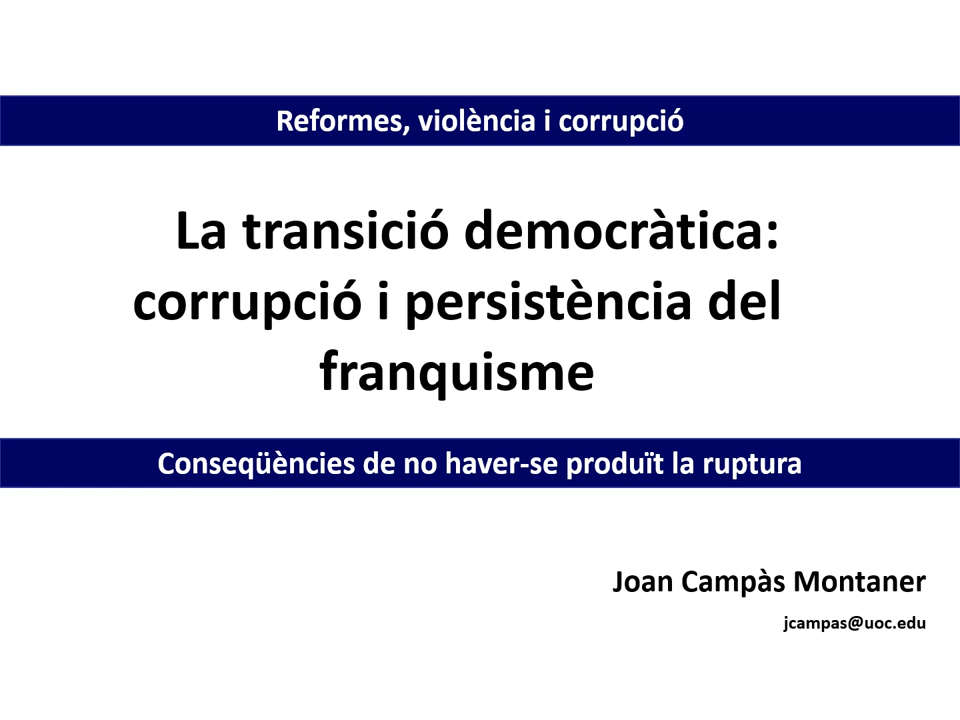 Reformes, violència i corrupció
La transició democràtica:
corrupció i persistència del
franquisme
Conseqüències de no haver-se produït la ruptura
Joan Campàs Montaner
jcampas@uoc.edu